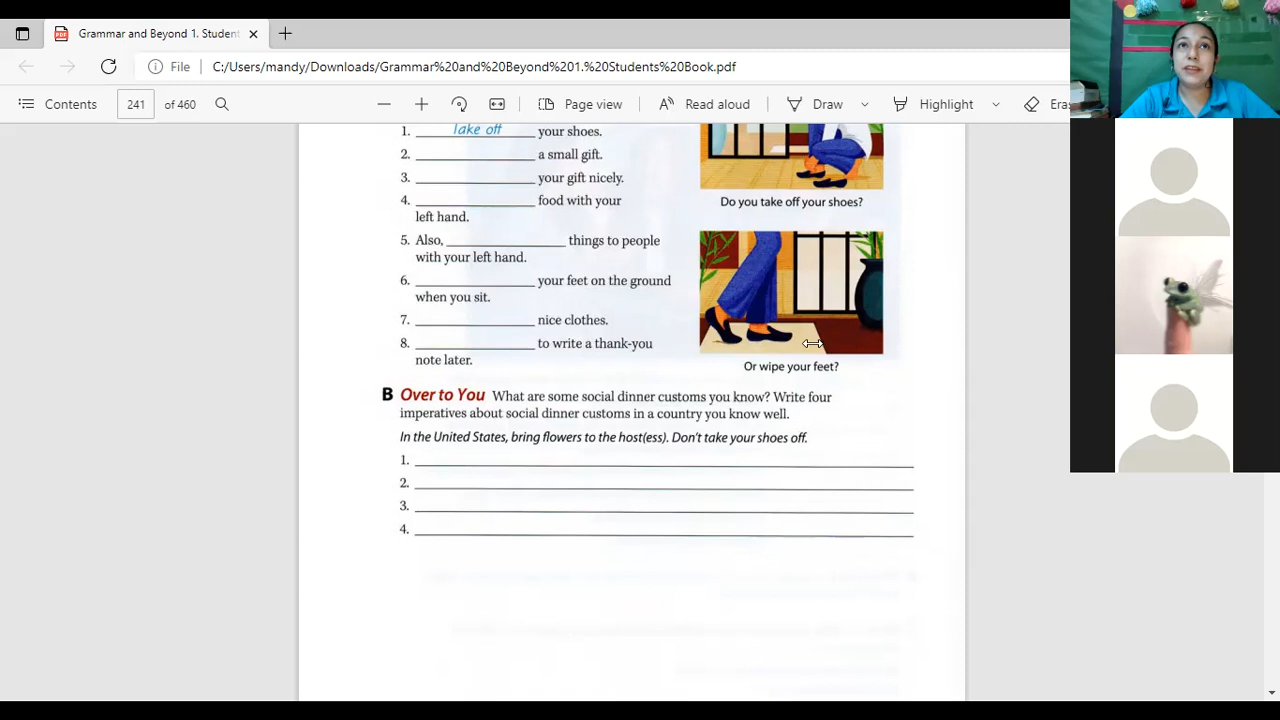 Grammar and Beyond 1. Student
File C:/Users/mandy/Downloads/Grammar%20and%20Beyond%201.%20Students%20Book.pdf
Contents 241 of 460 Page view Read aloud Draw Highlight Eras
1. Take off your shoes.
2. a small gift.
3. your gift nicely.
4. food with your
left hand.
5. Also, things to people
with your left hand.
6. your feet on the ground
when you sit.
7. nice clothes.
8. to write a thank-you
note later.
Do you take off your shoes?
Or wipe your feet?
B Over to You What are some social dinner customs you know? Write four
imperatives about social dinner customs in a country you know well.
In the United States, bring flowers to the host(ess). Don't take your shoes off.
1.
2.
3.
4.